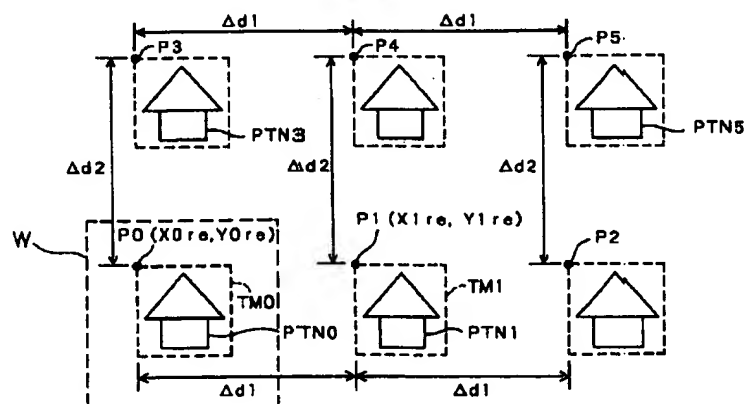 Δd1 Δd1
P3 P4 P5
PTN3 PTN5
Δd2 Δd2 Δd2
W P0 (X0re, Y0re) P1 (X1re, Y1re) P2
TM0 TM1
PTN0 PTN1
Δd1 Δd1